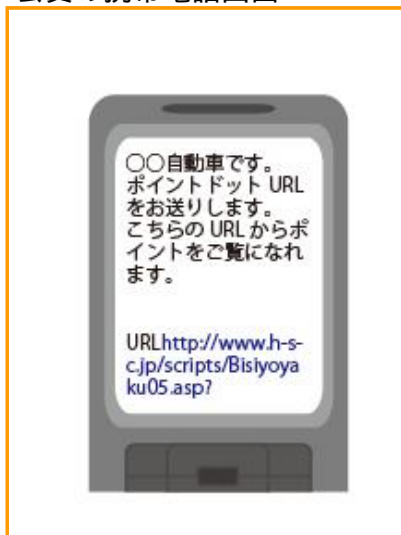 〇〇自動車です。
ポイントドット URL
をお送りします。
こちらの URL からポ
イントをご覧になれ
ます。
URLhttp://www.h-s-
c.jp/scripts/Bisiyoya
ku05.asp?